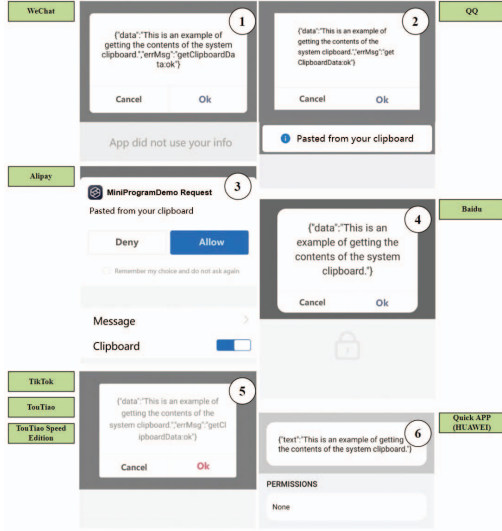 WeChat
1
{"data":"This is an example of
getting the contents of the system
clipboard.","errMsg":"getClipboardDa
ta:ok"}
Cancel
Ok
App did not use your info
QQ
2
{"data":"This is an example of
getting the contents of the
system clipboard.","errMsg":"get
ClipboardData:ok"}
Cancel
Ok
Pasted from your clipboard
Alipay
3
MiniProgramDemo Request
Pasted from your clipboard
Deny
Allow
Remember my choice and do not ask again
Message
Clipboard
Baidu
4
{"data":"This is an
example of getting the
contents of the system
clipboard."}
Cancel
Ok
TikTok
TouTiao
TouTiao Speed
Edition
5
{"data":"This is an example of
getting the contents of the
system clipboard.","errMsg":"getCl
ipboardData:ok"}
Cancel
Ok
Quick APP
(HUAWEI)
6
{"text":"This is an example of getting
the contents of the system clipboard."}
PERMISSIONS
None